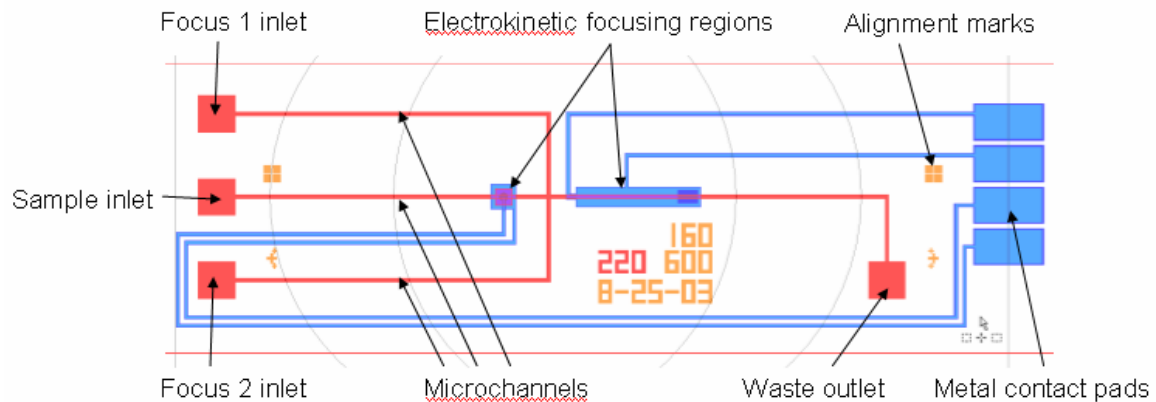 Focus 1 inlet
Electrokinetic focusing regions
Alignment marks
Sample inlet
160
220 600
8-25-03
Focus 2 inlet
Microchannels
Waste outlet
Metal contact pads